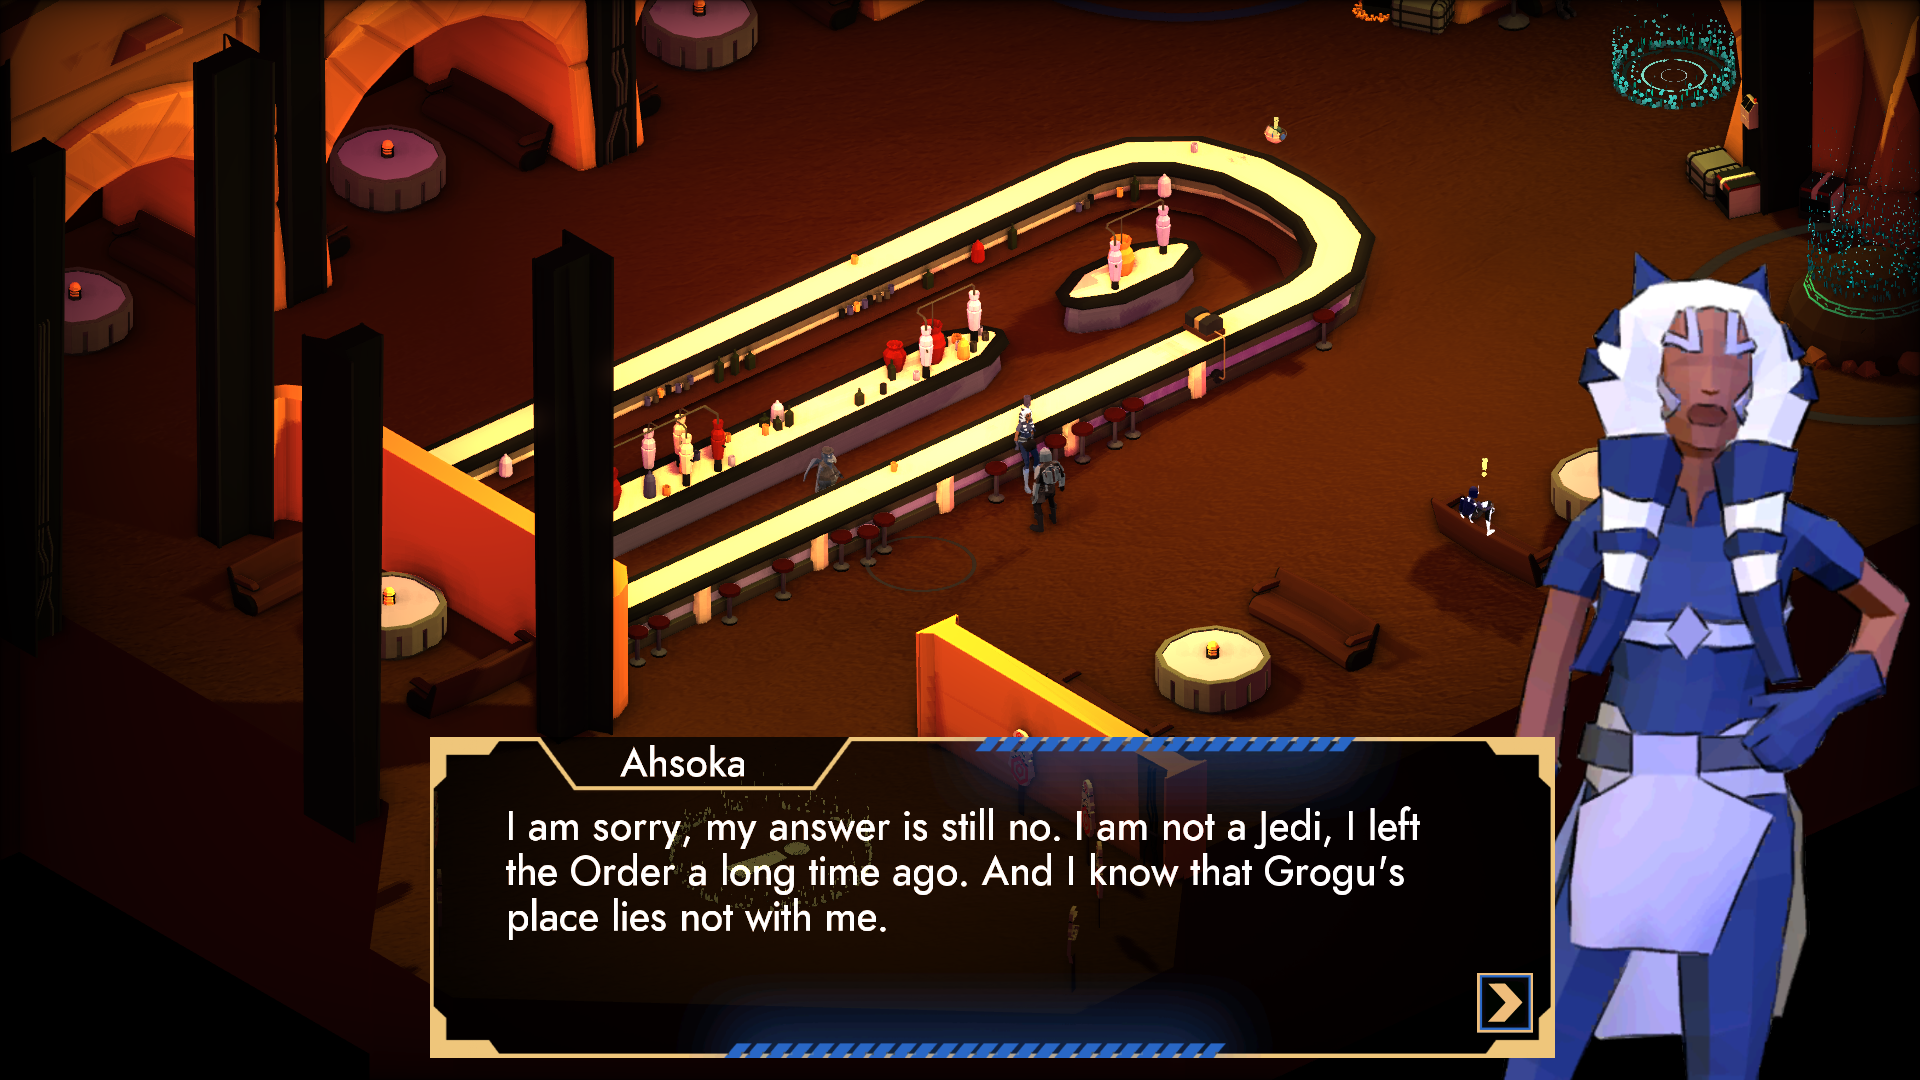 Ahsoka
I am sorry, my answer is still no. I am not a Jedi, I left
the Order a long time ago. And I know that Grogu's
place lies not with me.